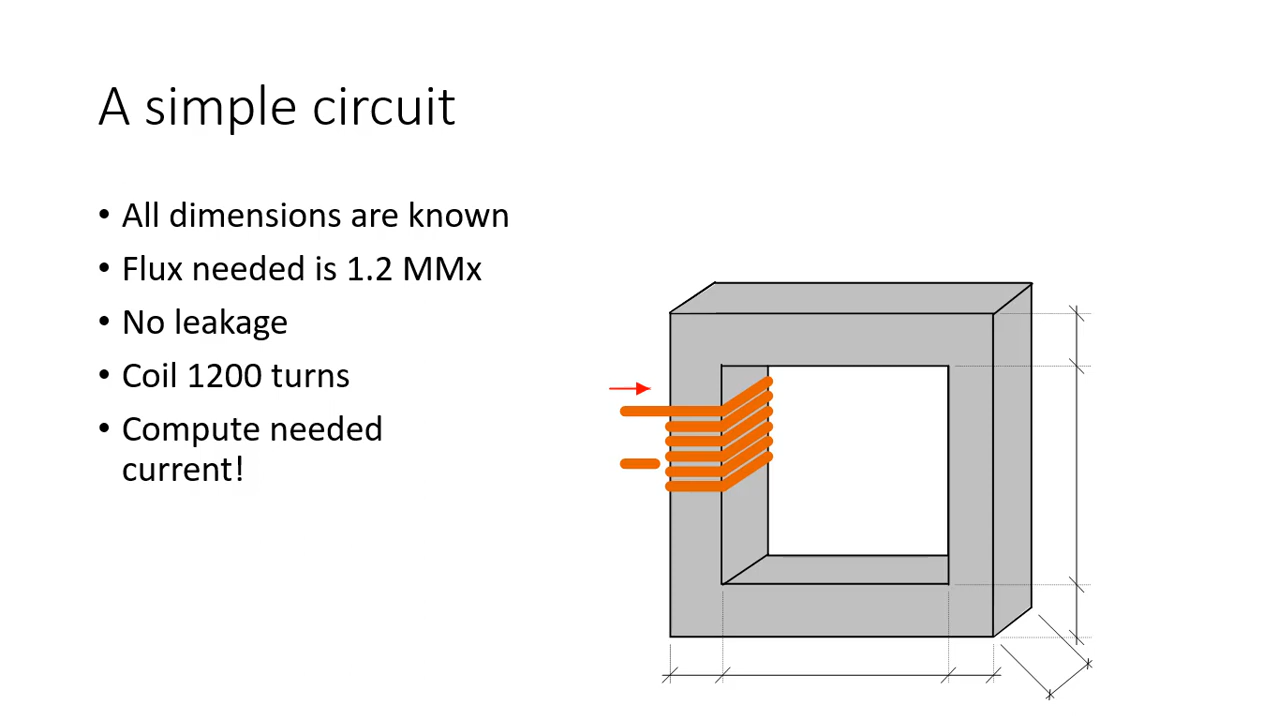 A simple circuit
• All dimensions are known
• Flux needed is 1.2 MMx
• No leakage
• Coil 1200 turns
• Compute needed
current!